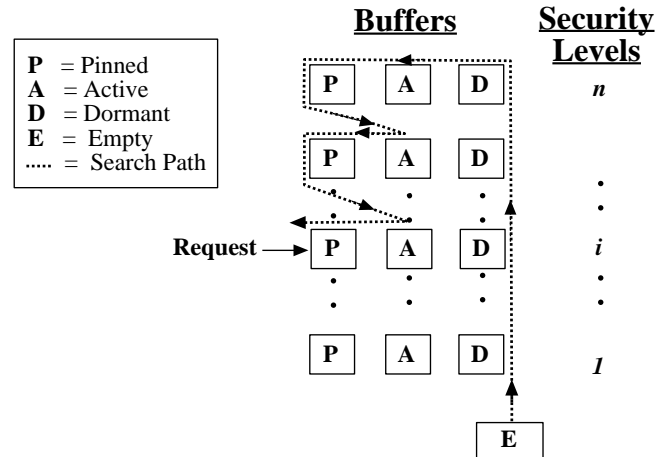 Buffers
Security
Levels
P = Pinned
A = Active
D = Dormant
E = Empty
= Search Path
P A D n
P A D
Request P A D i
P A D 1
E